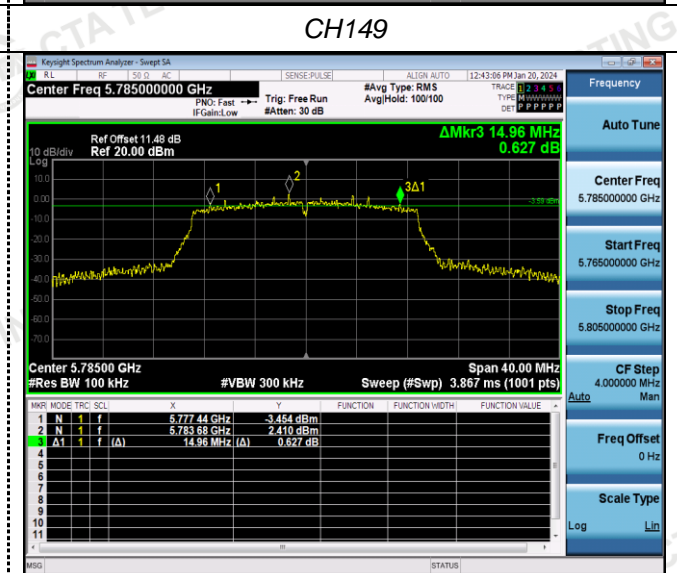 CH149
Keysight Spectrum Analyzer - Swept SA
RL RF 50 Ω AC SENSE:PULSE ALIGN AUTO 12:43:06 PM Jan 20, 2024
Center Freq 5.785000000 GHz
PNO: Fast
IFGain:Low
Trig: Free Run
#Atten: 30 dB
#Avg Type: RMS
Avg|Hold: 100/100
TRACE 1 2 3 4 5 6
TYPE M WWWWW
DET P P P P P P
Frequency
Auto Tune
Ref Offset 11.48 dB
Ref 20.00 dBm
10 dB/div
Log
ΔMkr3 14.96 MHz
0.627 dB
10.0
0.00
-10.0
-20.0
-30.0
-40.0
-50.0
-60.0
-70.0
1
2
3Δ1
-3.59 dBm
Center 5.78500 GHz
#Res BW 100 kHz
#VBW 300 kHz
Span 40.00 MHz
Sweep (#Swp) 3.867 ms (1001 pts)
MKR MODE TRC SCL X Y FUNCTION FUNCTION WIDTH FUNCTION VALUE
1 N 1 f 5.777 44 GHz -3.454 dBm
2 N 1 f 5.783 68 GHz 2.410 dBm
3 Δ1 1 f (Δ) 14.96 MHz (Δ) 0.627 dB
4
5
6
7
8
9
10
11
MSG
STATUS
Center Freq
5.785000000 GHz
Start Freq
5.765000000 GHz
Stop Freq
5.805000000 GHz
CF Step
4.000000 MHz
Auto Man
Freq Offset
0 Hz
Scale Type
Log Lin